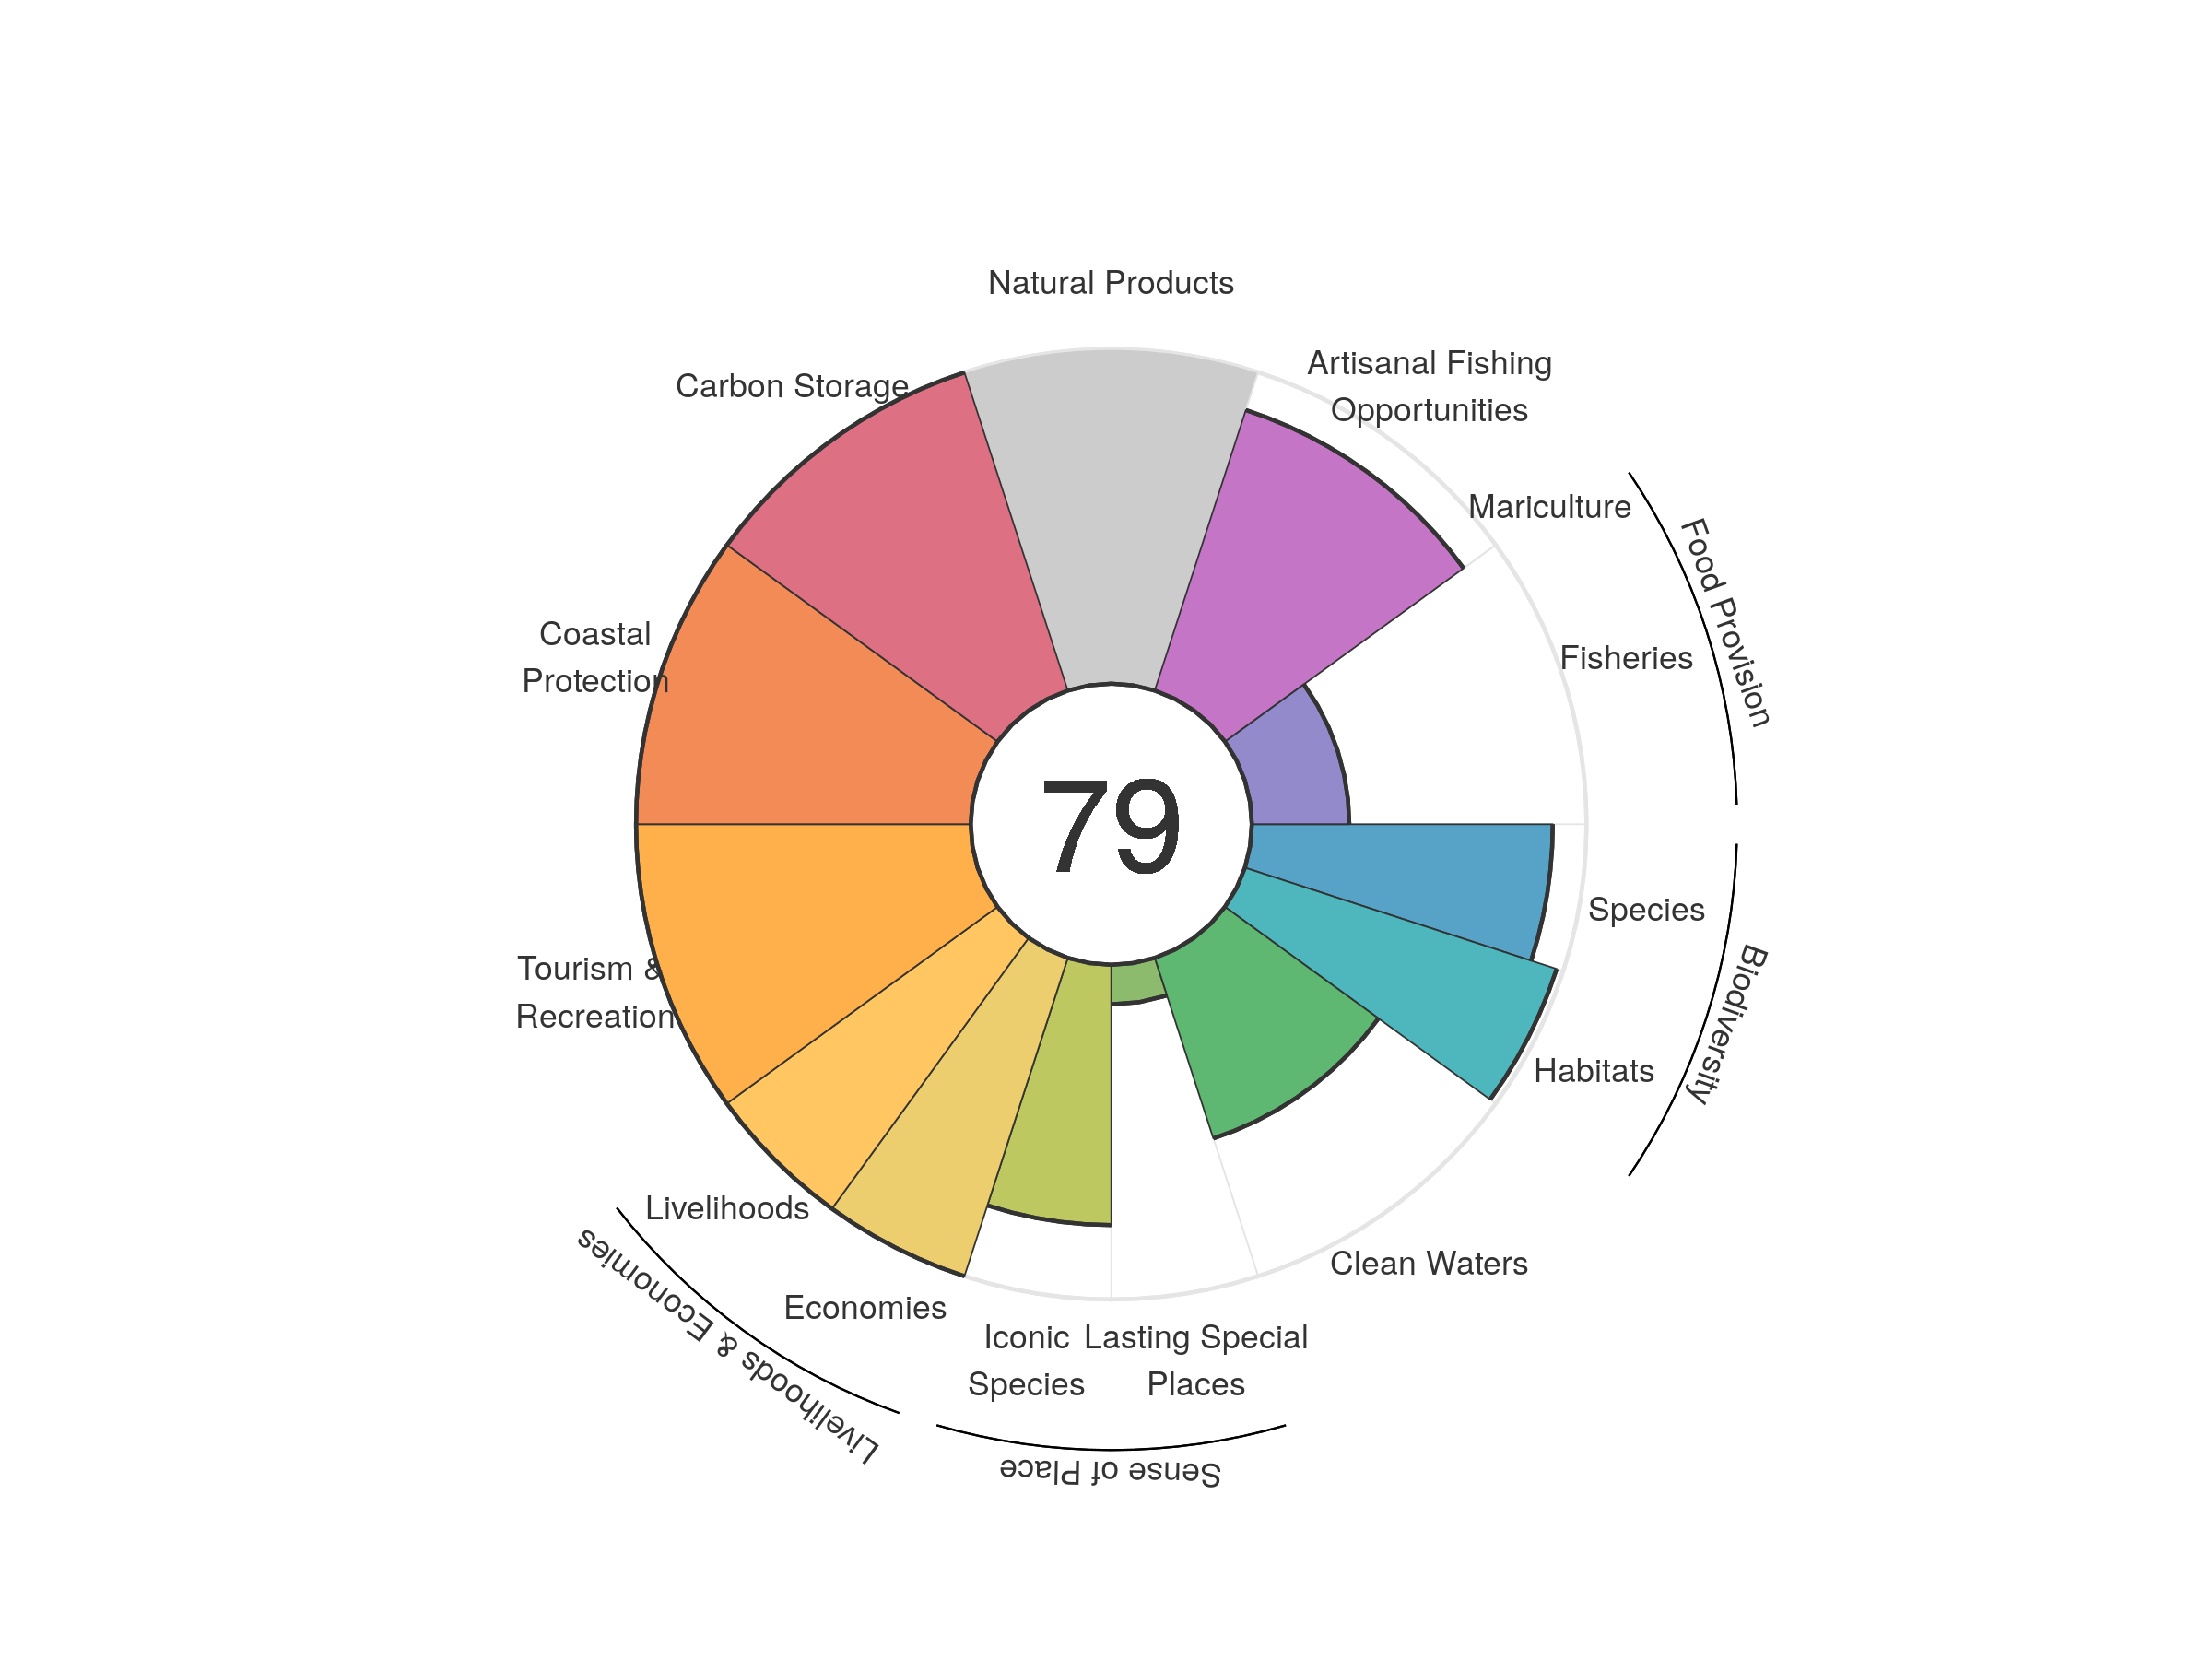 Natural Products
Artisanal Fishing
Opportunities
Carbon Storage
Mariculture
Food Provision
Fisheries
Coastal
Protection
79
Species
Biodiversity
Tourism &
Recreation
Habitats
Livelihoods
Clean Waters
Livelihoods & Economies
Economies
Iconic
Species
Lasting Special
Places
Sense of Place